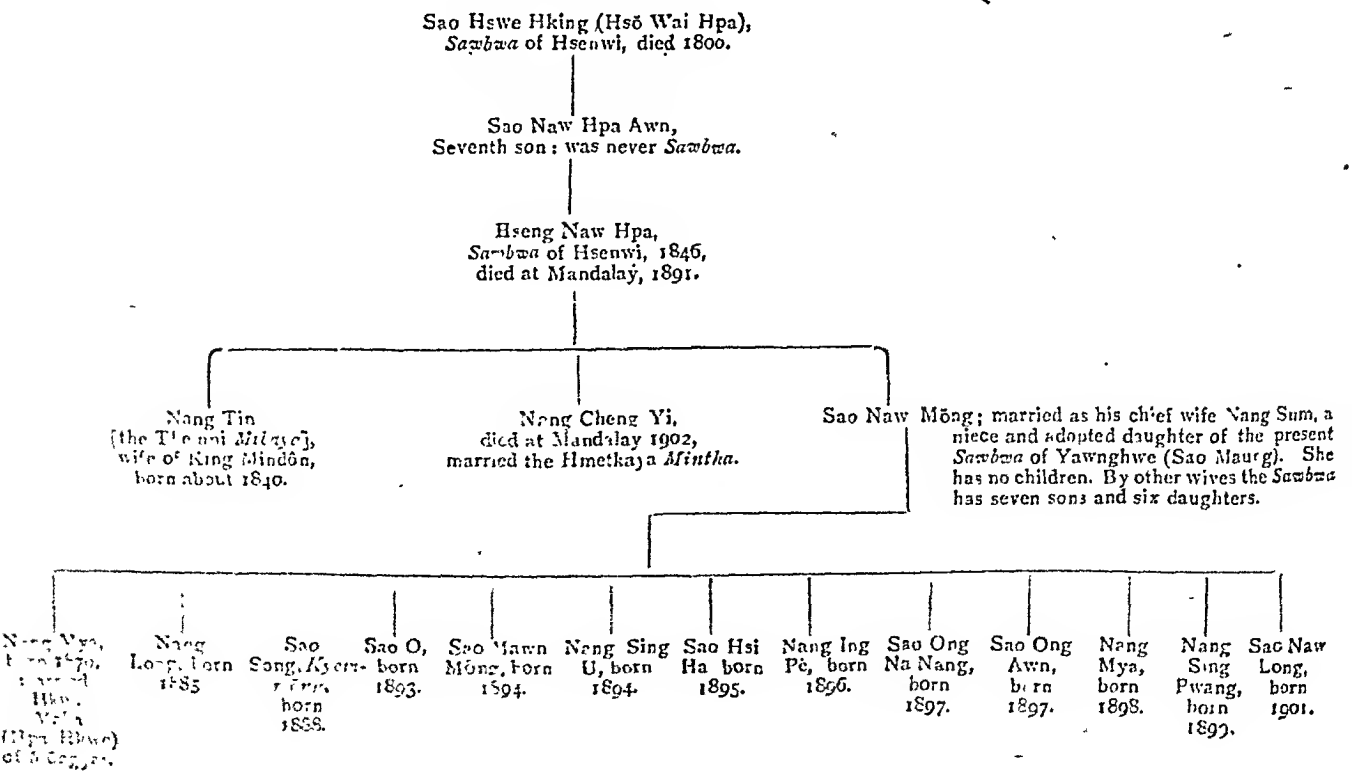 Sao Hswe Hking (Hsö Wai Hpa),
Sawbwa of Hsenwi, died 1800.
Sao Naw Hpa Awn,
Seventh son: was never Sawbwa.
Hseng Naw Hpa,
Sawbwa of Hsenwi, 1846,
died at Mandalay, 1891.
Nang Tin
[the
wife of King Mindôn,
born about 1840.
Nang Cheng Yi,
died at Mandalay 1902,
married the Hmetkaya Mintha.
Sao Naw Möng; married as his chief wife Nang Sum, a
niece and adopted daughter of the present
Sawbwa of Yawnghwe (Sao Maung). She
has no children. By other wives the Sawbwa
has seven sons and six daughters.
Nang
born
married
of
Nang
Long, born
1885
Sao
Song,
born
1888.
Sao O,
born
1893.
Sao Mawn
Möng, born
1894.
Nang Sing
U, born
1894.
Sao Hsi
Ha born
1895.
Nang Ing
Pè, born
1896.
Sao Ong
Na Nang,
born
1897.
Sao Ong
Awn,
born
1897.
Nang
Mya,
born
1898.
Nang
Sing
Pwang,
born
1899.
Sao Naw
Long,
born
1901.